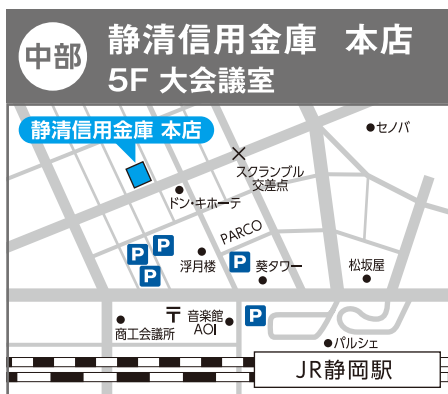 中部
静清信用金庫 本店
5F 大会議室
静清信用金庫 本店
セノバ
スクランブル
交差点
ドン・キホーテ
PARCO
P
P
P
浮月楼
P
葵タワー
松坂屋
P
〒
音楽館
AOI
商工会議所
パルシェ
JR静岡駅